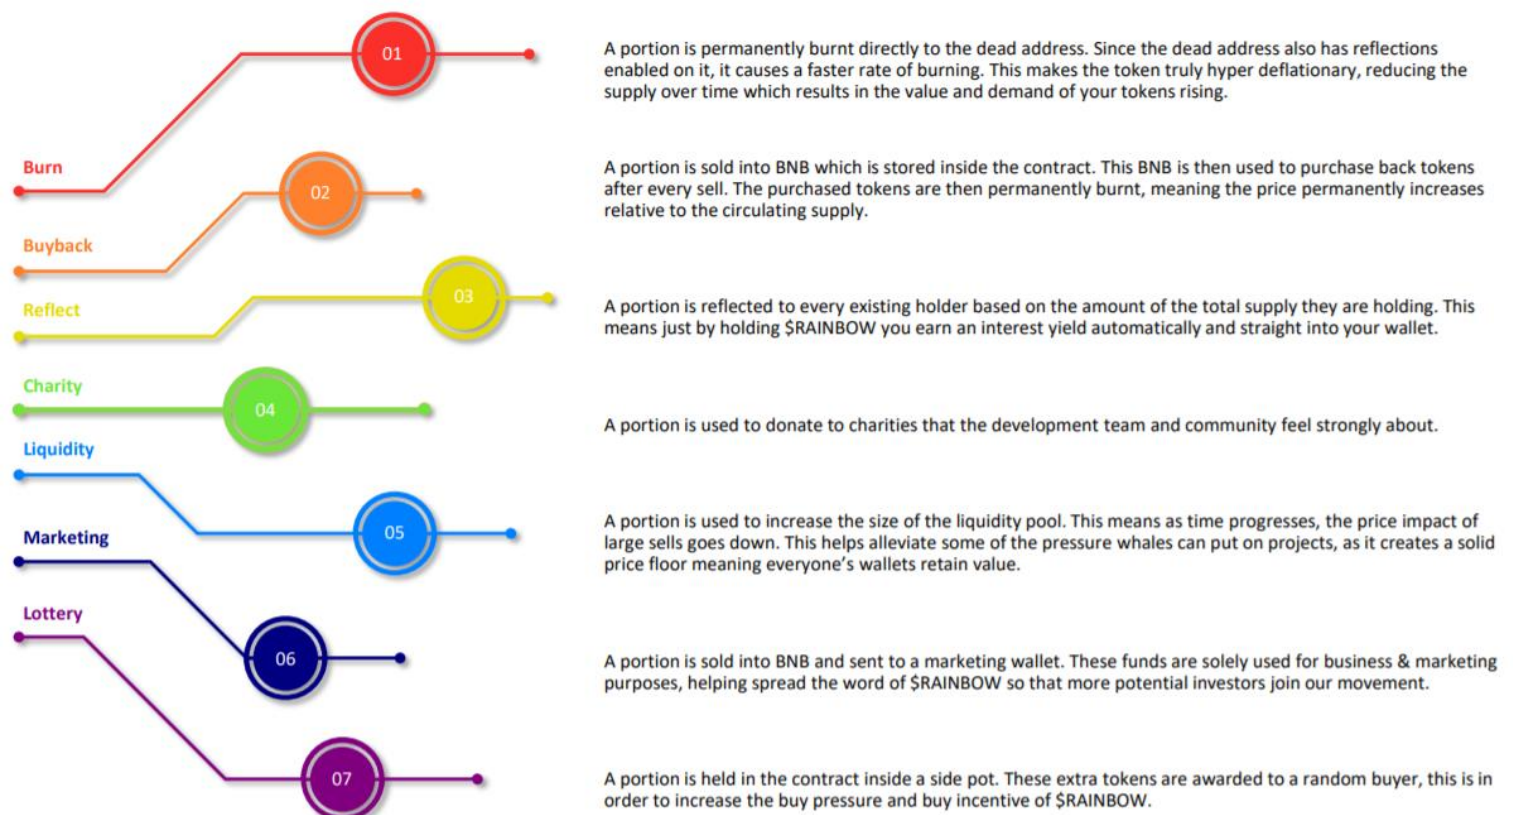 01
A portion is permanently burnt directly to the dead address. Since the dead address also has reflections
enabled on it, it causes a faster rate of burning. This makes the token truly hyper deflationary, reducing the
supply over time which results in the value and demand of your tokens rising.
Burn
02
A portion is sold into BNB which is stored inside the contract. This BNB is then used to purchase back tokens
after every sell. The purchased tokens are then permanently burnt, meaning the price permanently increases
relative to the circulating supply.
Buyback
Reflect
03
A portion is reflected to every existing holder based on the amount of the total supply they are holding. This
means just by holding $RAINBOW you earn an interest yield automatically and straight into your wallet.
Charity
04
A portion is used to donate to charities that the development team and community feel strongly about.
Liquidity
05
A portion is used to increase the size of the liquidity pool. This means as time progresses, the price impact of
large sells goes down. This helps alleviate some of the pressure whales can put on projects, as it creates a solid
price floor meaning everyone’s wallets retain value.
Marketing
Lottery
06
A portion is sold into BNB and sent to a marketing wallet. These funds are solely used for business & marketing
purposes, helping spread the word of $RAINBOW so that more potential investors join our movement.
07
A portion is held in the contract inside a side pot. These extra tokens are awarded to a random buyer, this is in
order to increase the buy pressure and buy incentive of $RAINBOW.